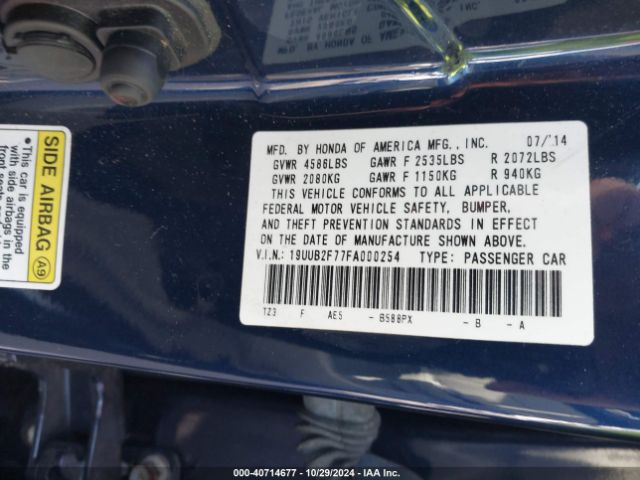 MFD. BY HONDA OF AMERICA MFG., INC. 07/14
GVWR 4586LBS GAWR F 2535LBS R 2072LBS
GVWR 2080KG GAWR F 1150KG R 940KG
THIS VEHICLE CONFORMS TO ALL APPLICABLE
FEDERAL MOTOR VEHICLE SAFETY, BUMPER,
AND THEFT PREVENTION STANDARDS IN EFFECT
ON THE DATE OF MANUFACTURE SHOWN ABOVE.
V.I.N.: 19UUB2F77FA000254 TYPE: PASSENGER CAR
TZ3 F AE5 - B588PX - B - A
SIDE AIRBAG A9
•This car is equipped
with side airbags in the
front seats and
000-40714677 - 10/29/2024 - IAA Inc.